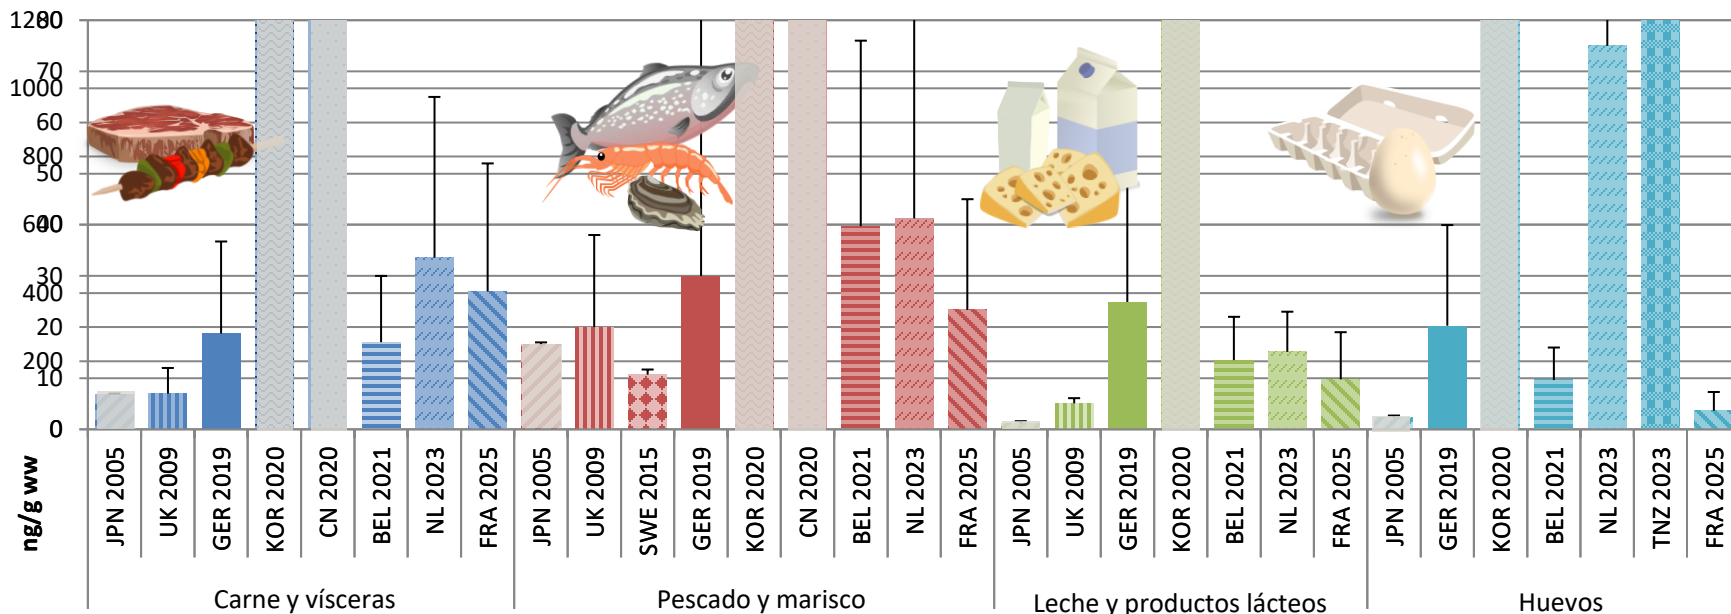 1200 80
70
1000
60
800
50
600 40
30
400
20
200
10
0
ng/g ww
JPN 2005
UK 2009
GER 2019
KOR 2020
CN 2020
BEL 2021
NL 2023
FRA 2025
JPN 2005
UK 2009
SWE 2015
GER 2019
KOR 2020
CN 2020
BEL 2021
NL 2023
FRA 2025
JPN 2005
UK 2009
GER 2019
KOR 2020
BEL 2021
NL 2023
FRA 2025
JPN 2005
GER 2019
KOR 2020
BEL 2021
NL 2023
TNZ 2023
FRA 2025
Carne y vísceras
Pescado y marisco
Leche y productos lácteos
Huevos